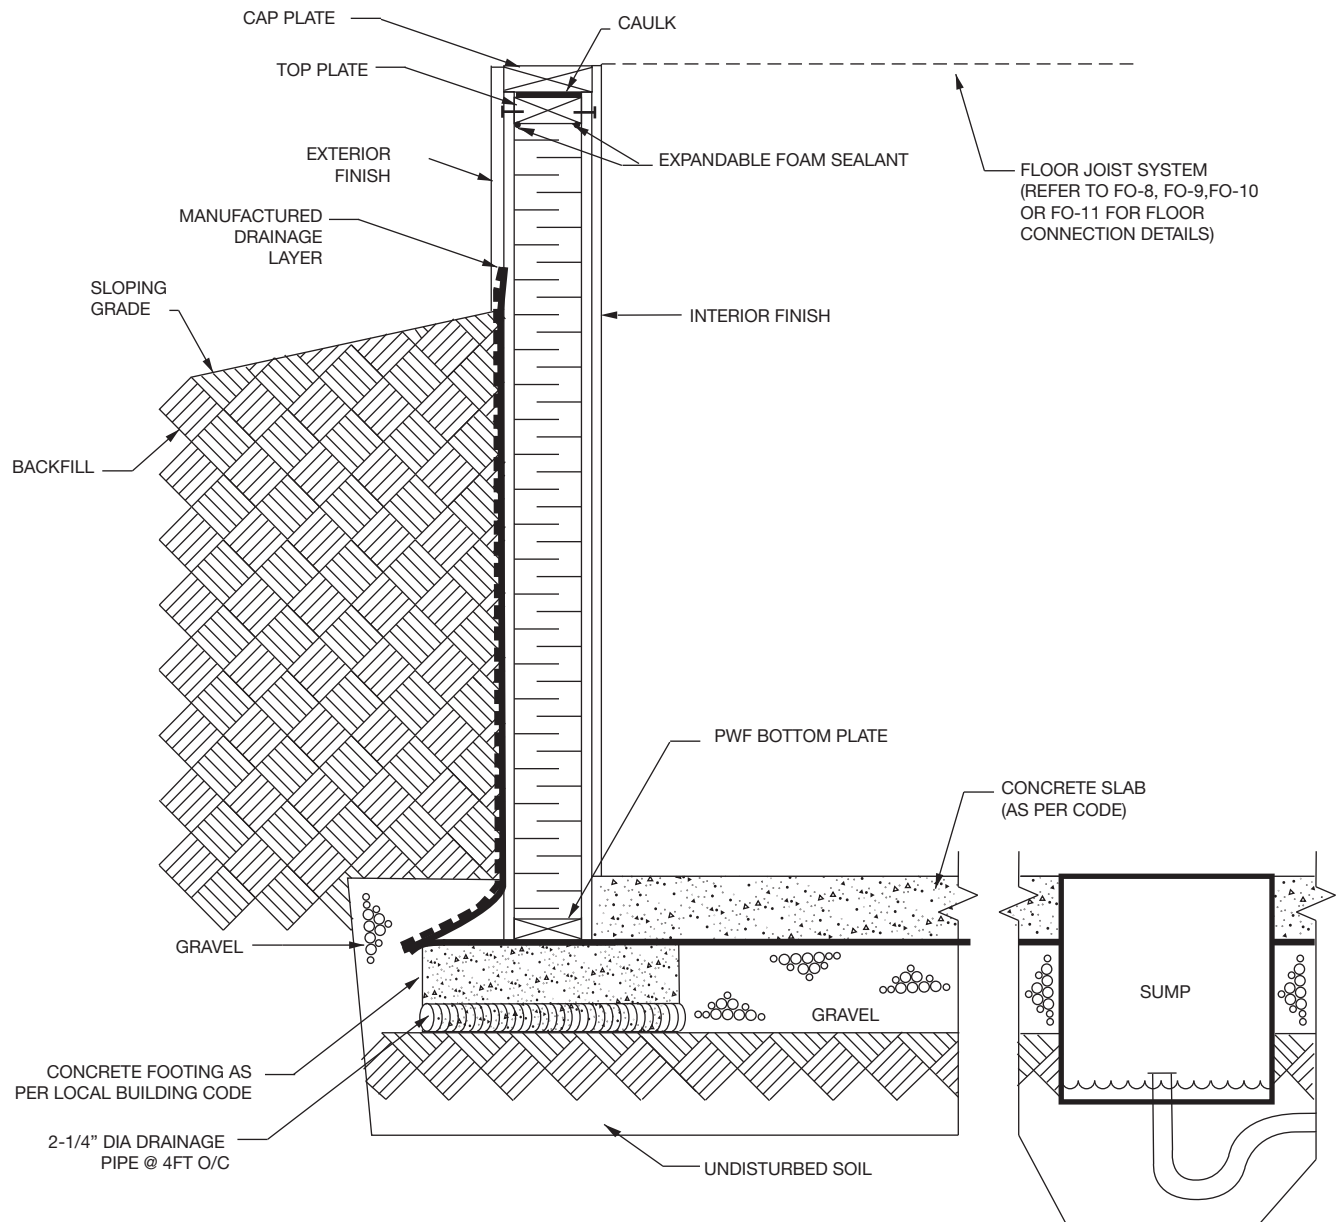 CAP PLATE
CAULK
TOP PLATE
EXPANDABLE FOAM SEALANT
EXTERIOR
FINISH
FLOOR JOIST SYSTEM
(REFER TO FO-8, FO-9,FO-10
OR FO-11 FOR FLOOR
CONNECTION DETAILS)
MANUFACTURED
DRAINAGE
LAYER
SLOPING
GRADE
INTERIOR FINISH
BACKFILL
PWF BOTTOM PLATE
CONCRETE SLAB
(AS PER CODE)
GRAVEL
SUMP
GRAVEL
CONCRETE FOOTING AS
PER LOCAL BUILDING CODE
2-1/4” DIA DRAINAGE
PIPE @ 4FT O/C
UNDISTURBED SOIL